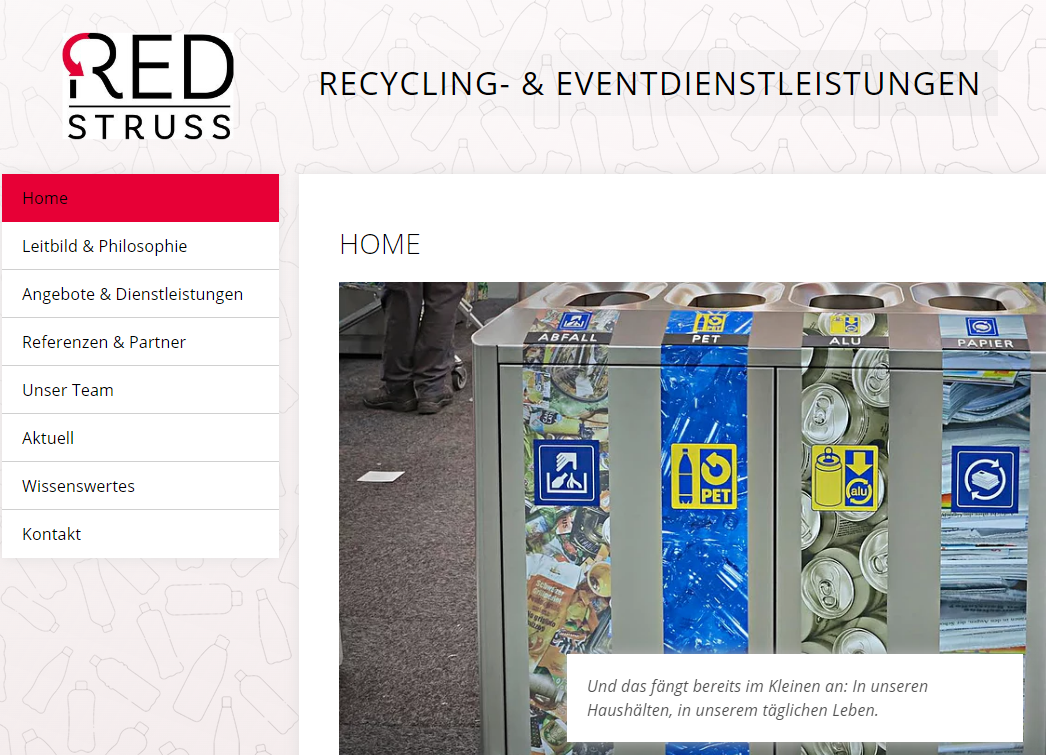 RED
STRUSS
RECYCLING- & EVENTDIENSTLEISTUNGEN
Home
Leitbild & Philosophie
Angebote & Dienstleistungen
Referenzen & Partner
Unser Team
Aktuell
Wissenswertes
Kontakt
HOME
ABFALL
PET
ALU
PAPIER
PET
alu
Und das fängt bereits im Kleinen an: In unseren
Haushälten, in unserem täglichen Leben.